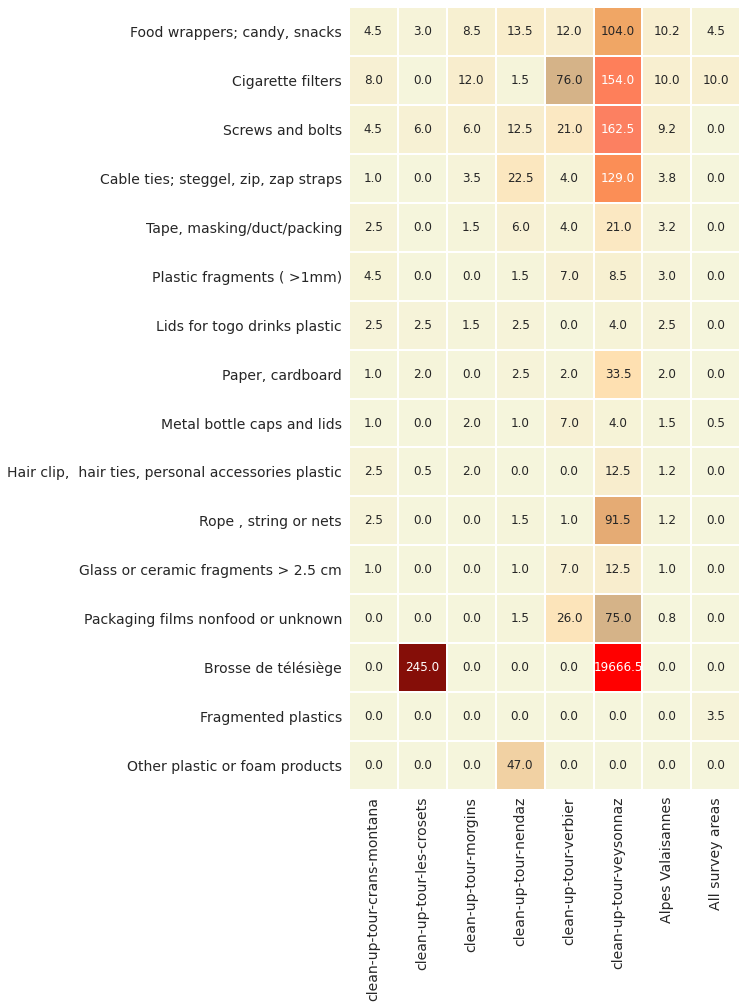 Food wrappers; candy, snacks 4.5 3.0 8.5 13.5 12.0 104.0 10.2 4.5
Cigarette filters 8.0 0.0 12.0 1.5 76.0 154.0 10.0 10.0
Screws and bolts 4.5 6.0 6.0 12.5 21.0 162.5 9.2 0.0
Cable ties; steggel, zip, zap straps 1.0 0.0 3.5 22.5 4.0 129.0 3.8 0.0
Tape, masking/duct/packing 2.5 0.0 1.5 6.0 4.0 21.0 3.2 0.0
Plastic fragments ( >1mm) 4.5 0.0 0.0 1.5 7.0 8.5 3.0 0.0
Lids for togo drinks plastic 2.5 2.5 1.5 2.5 0.0 4.0 2.5 0.0
Paper, cardboard 1.0 2.0 0.0 2.5 2.0 33.5 2.0 0.0
Metal bottle caps and lids 1.0 0.0 2.0 1.0 7.0 4.0 1.5 0.5
Hair clip,  hair ties, personal accessories plastic 2.5 0.5 2.0 0.0 0.0 12.5 1.2 0.0
Rope , string or nets 2.5 0.0 0.0 1.5 1.0 91.5 1.2 0.0
Glass or ceramic fragments > 2.5 cm 1.0 0.0 0.0 1.0 7.0 12.5 1.0 0.0
Packaging films nonfood or unknown 0.0 0.0 0.0 1.5 26.0 75.0 0.8 0.0
Brosse de télésiège 0.0 245.0 0.0 0.0 0.0 19666.5 0.0 0.0
Fragmented plastics 0.0 0.0 0.0 0.0 0.0 0.0 0.0 3.5
Other plastic or foam products 0.0 0.0 0.0 47.0 0.0 0.0 0.0 0.0
clean-up-tour-crans-montana
clean-up-tour-les-crosets
clean-up-tour-morgins
clean-up-tour-nendaz
clean-up-tour-verbier
clean-up-tour-veysonnaz
Alpes Valaisannes
All survey areas